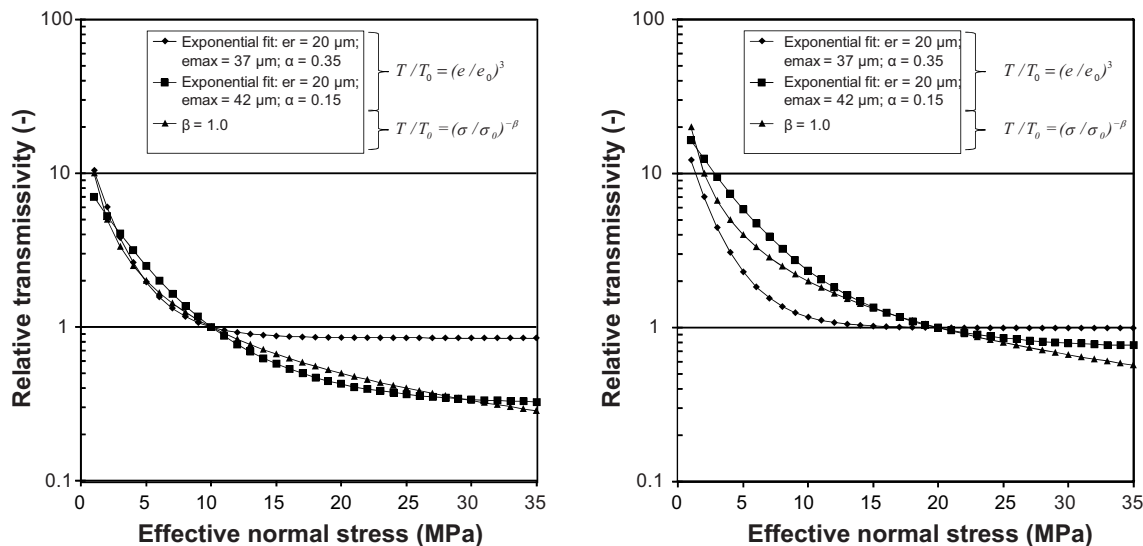 100
10
1
0.1
Relative transmissivity (-)
Exponential fit: er = 20 µm;
emax = 37 µm; α = 0.35
Exponential fit: er = 20 µm;
emax = 42 µm; α = 0.15
β = 1.0
T/T₀ = (e/e₀)³
T/T₀ = (σ/σ₀)⁻ᵝ
0 5 10 15 20 25 30 35
Effective normal stress (MPa)
100
10
1
0.1
Relative transmissivity (-)
Exponential fit: er = 20 µm;
emax = 37 µm; α = 0.35
Exponential fit: er = 20 µm;
emax = 42 µm; α = 0.15
β = 1.0
T/T₀ = (e/e₀)³
T/T₀ = (σ/σ₀)⁻ᵝ
0 5 10 15 20 25 30 35
Effective normal stress (MPa)